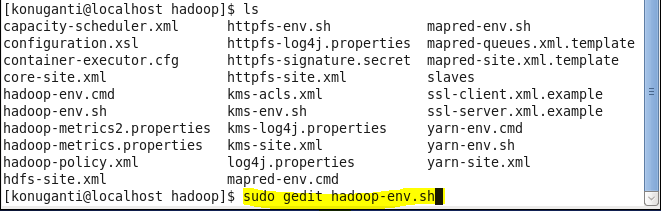 [konuganti@localhost hadoop]$ ls
capacity-scheduler.xml httpfs-env.sh mapred-env.sh
configuration.xsl httpfs-log4j.properties mapred-queues.xml.template
container-executor.cfg httpfs-signature.secret mapred-site.xml.template
core-site.xml httpfs-site.xml slaves
hadoop-env.cmd kms-acls.xml ssl-client.xml.example
hadoop-env.sh kms-env.sh ssl-server.xml.example
hadoop-metrics2.properties kms-log4j.properties yarn-env.cmd
hadoop-metrics.properties kms-site.xml yarn-env.sh
hadoop-policy.xml log4j.properties yarn-site.xml
hdfs-site.xml mapred-env.cmd
[konuganti@localhost hadoop]$ sudo gedit hadoop-env.sh